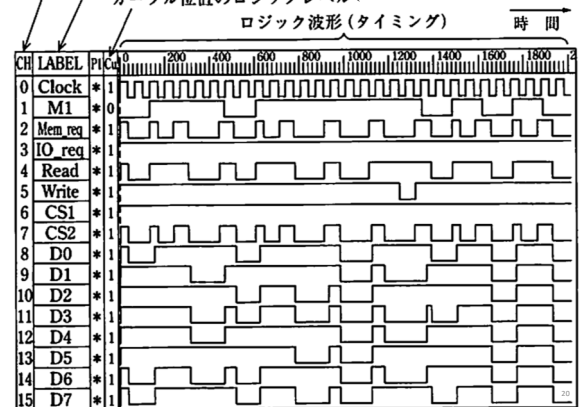 カーソル位置のロジックレベル
ロジック波形(タイミング) 時 間
CH LABEL Pl Cu 0 200 400 600 800 1000 1200 1400 1600 1800 2
0 Clock * 1
1 M1 * 0
2 Mem_req * 1
3 IO_req * 1
4 Read * 1
5 Write * 1
6 CS1 * 1
7 CS2 * 1
8 D0 * 1
9 D1 * 1
10 D2 * 1
11 D3 * 1
12 D4 * 1
13 D5 * 1
14 D6 * 1
15 D7 * 1
20